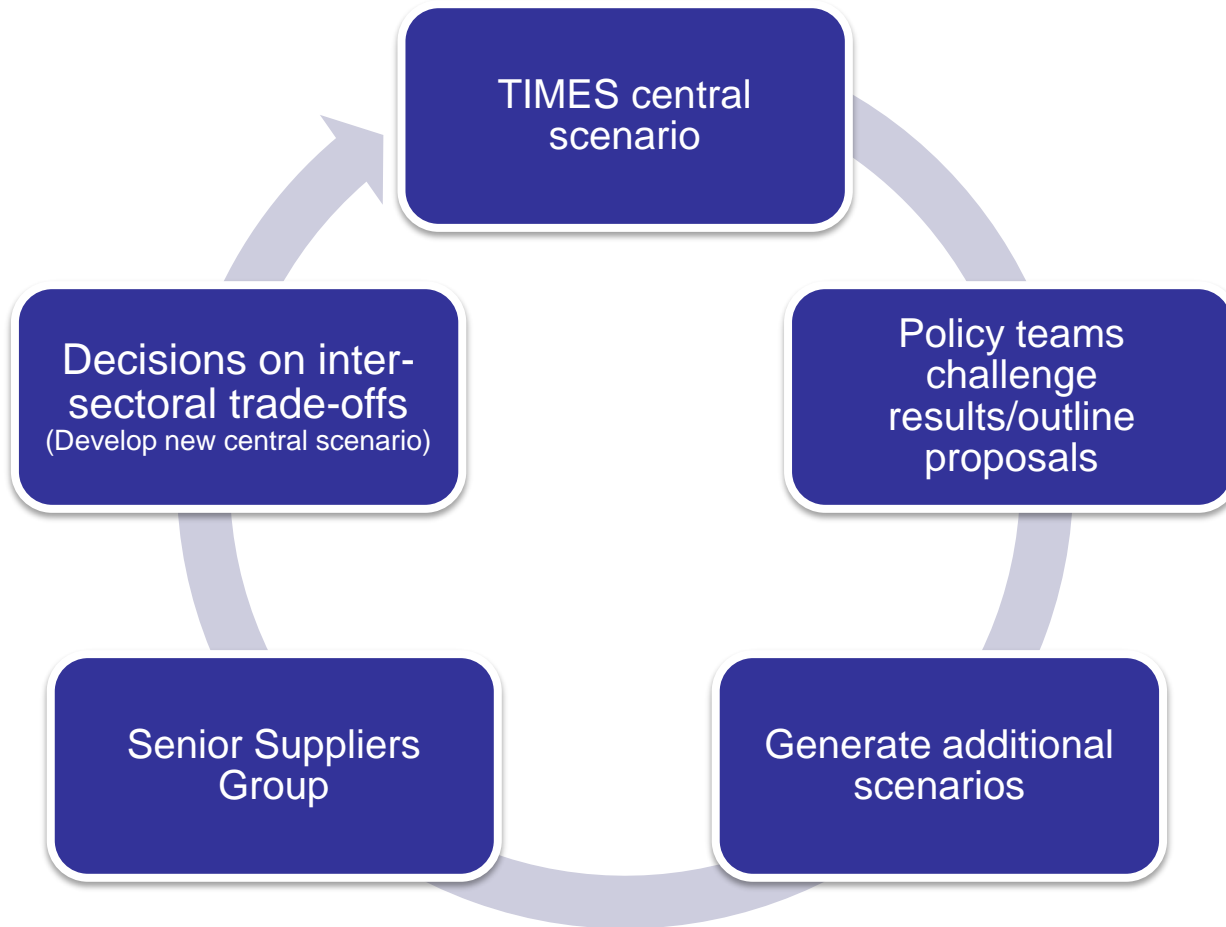 TIMES central
scenario
Policy teams
challenge
results/outline
proposals
Generate additional
scenarios
Senior Suppliers
Group
Decisions on inter-
sectoral trade-offs
(Develop new central scenario)